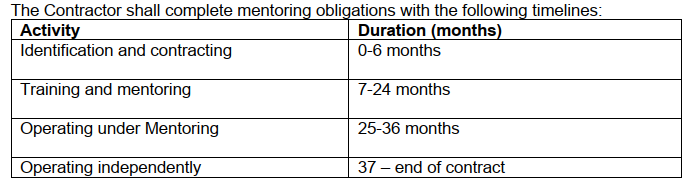 The Contractor shall complete mentoring obligations with the following timelines:
Activity Duration (months)
Identification and contracting 0-6 months
Training and mentoring 7-24 months
Operating under Mentoring 25-36 months
Operating independently 37 – end of contract